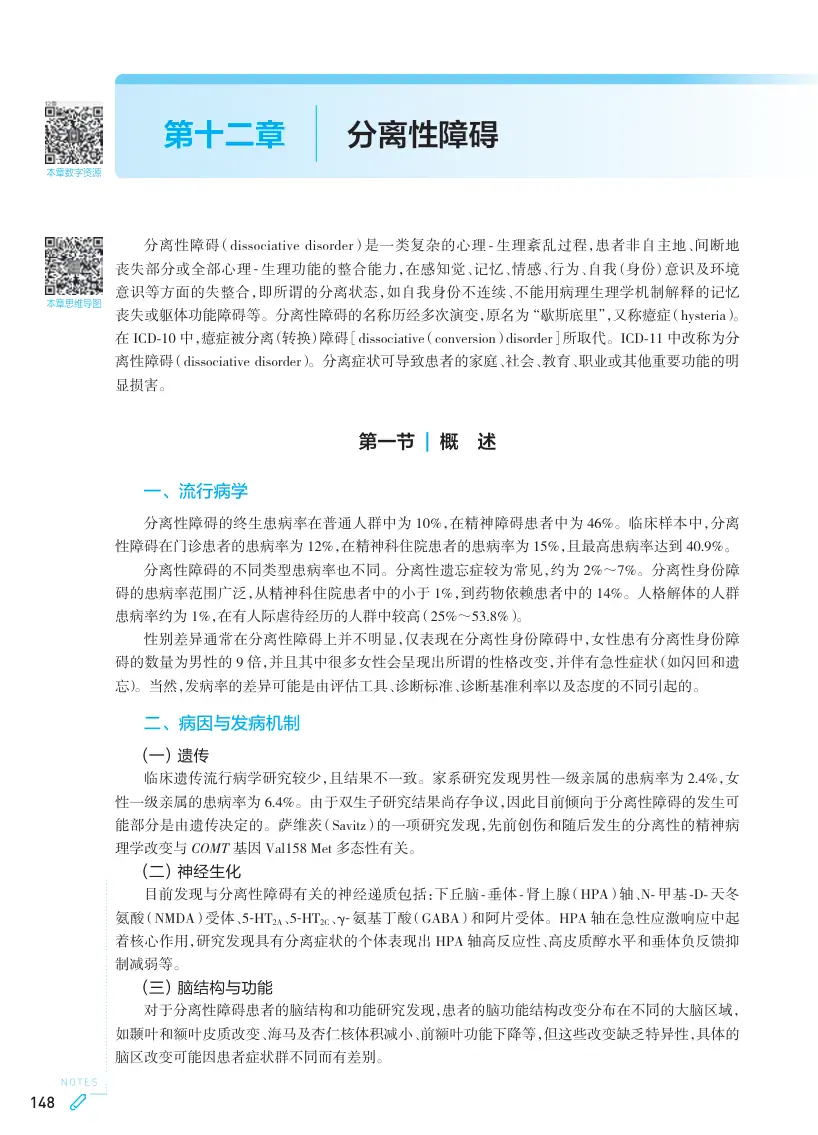 12章
本章数字资源
第十二章
分离性障碍
本章思维导图
分离性障碍（dissociative disorder）是一类复杂的心理-生理紊乱过程，患者非自主地、间断地
丧失部分或全部心理-生理功能的整合能力，在感知觉、记忆、情感、行为、自我（身份）意识及环境
意识等方面的失整合，即所谓的分离状态，如自我身份不连续、不能用病理生理学机制解释的记忆
丧失或躯体功能障碍等。分离性障碍的名称历经多次演变，原名为“歇斯底里”，又称癔症（hysteria）。
在 ICD-10 中，癔症被分离（转换）障碍［dissociative（conversion）disorder］所取代。ICD-11 中改称为分
离性障碍（dissociative disorder）。分离症状可导致患者的家庭、社会、教育、职业或其他重要功能的明
显损害。
第一节 | 概 述
一、流行病学
分离性障碍的终生患病率在普通人群中为 10%，在精神障碍患者中为 46%。临床样本中，分离
性障碍在门诊患者的患病率为 12%，在精神科住院患者的患病率为 15%，且最高患病率达到 40.9%。
分离性障碍的不同类型患病率也不同。分离性遗忘症较为常见，约为 2%～7%。分离性身份障
碍的患病率范围广泛，从精神科住院患者中的小于 1%，到药物依赖患者中的 14%。人格解体的人群
患病率约为 1%，在有人际虐待经历的人群中较高（25%～53.8%）。
性别差异通常在分离性障碍上并不明显，仅表现在分离性身份障碍中，女性患有分离性身份障
碍的数量为男性的 9 倍，并且其中很多女性会呈现出所谓的性格改变，并伴有急性症状（如闪回和遗
忘）。当然，发病率的差异可能是由评估工具、诊断标准、诊断基准利率以及态度的不同引起的。
二、病因与发病机制
（一）遗传
临床遗传流行病学研究较少，且结果不一致。家系研究发现男性一级亲属的患病率为 2.4%，女
性一级亲属的患病率为 6.4%。由于双生子研究结果尚存争议，因此目前倾向于分离性障碍的发生可
能部分是由遗传决定的。萨维茨（Savitz）的一项研究发现，先前创伤和随后发生的分离性的精神病
理学改变与 COMT 基因 Val158 Met 多态性有关。
（二）神经生化
目前发现与分离性障碍有关的神经递质包括：下丘脑-垂体-肾上腺（HPA）轴、N-甲基-D-天冬
氨酸（NMDA）受体、5-HT2A、5-HT2C、γ-氨基丁酸（GABA）和阿片受体。HPA 轴在急性应激响应中起
着核心作用，研究发现具有分离症状的个体表现出 HPA 轴高反应性、高皮质醇水平和垂体负反馈抑
制减弱等。
（三）脑结构与功能
对于分离性障碍患者的脑结构和功能研究发现，患者的脑功能结构改变分布在不同的大脑区域，
如颞叶和额叶皮质改变、海马及杏仁核体积减小、前额叶功能下降等，但这些改变缺乏特异性，具体的
脑区改变可能因患者症状群不同而有差别。
NOTES
148